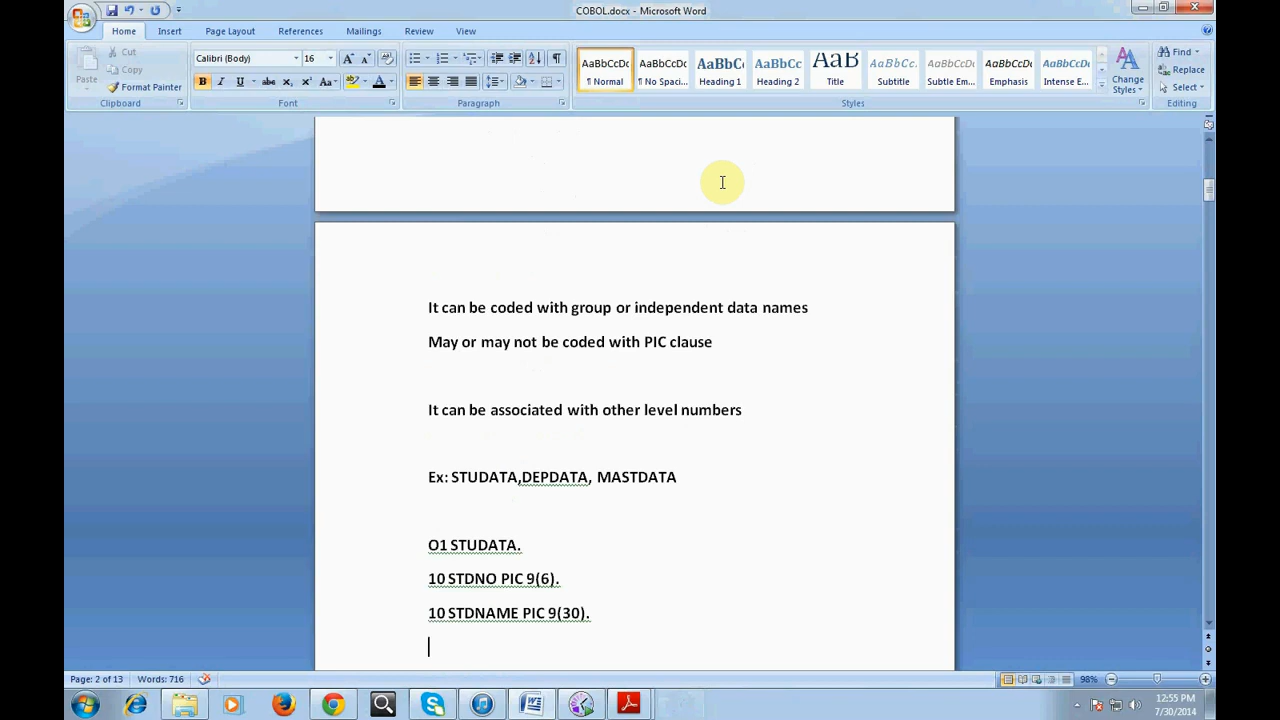 COBOL.docx - Microsoft Word
Home Insert Page Layout References Mailings Review View
Paste
Cut
Copy
Format Painter
Clipboard
Calibri (Body) 16
Font
Paragraph
AaBbCcDc AaBbCcDc AaBbC AaBbCc AaB AaBbCc. AaBbCcDc AaBbCcDc AaBbCcDc
¶ Normal ¶ No Spaci... Heading 1 Heading 2 Title Subtitle Subtle Em... Emphasis Intense E...
Styles
Change Styles
Find
Replace
Select
Editing
It can be coded with group or independent data names
May or may not be coded with PIC clause
It can be associated with other level numbers
Ex: STUDATA,DEPDATA, MASTDATA
O1 STUDATA.
10 STDNO PIC 9(6).
10 STDNAME PIC 9(30).
Page: 2 of 13 Words: 716
98%
12:55 PM
7/30/2014